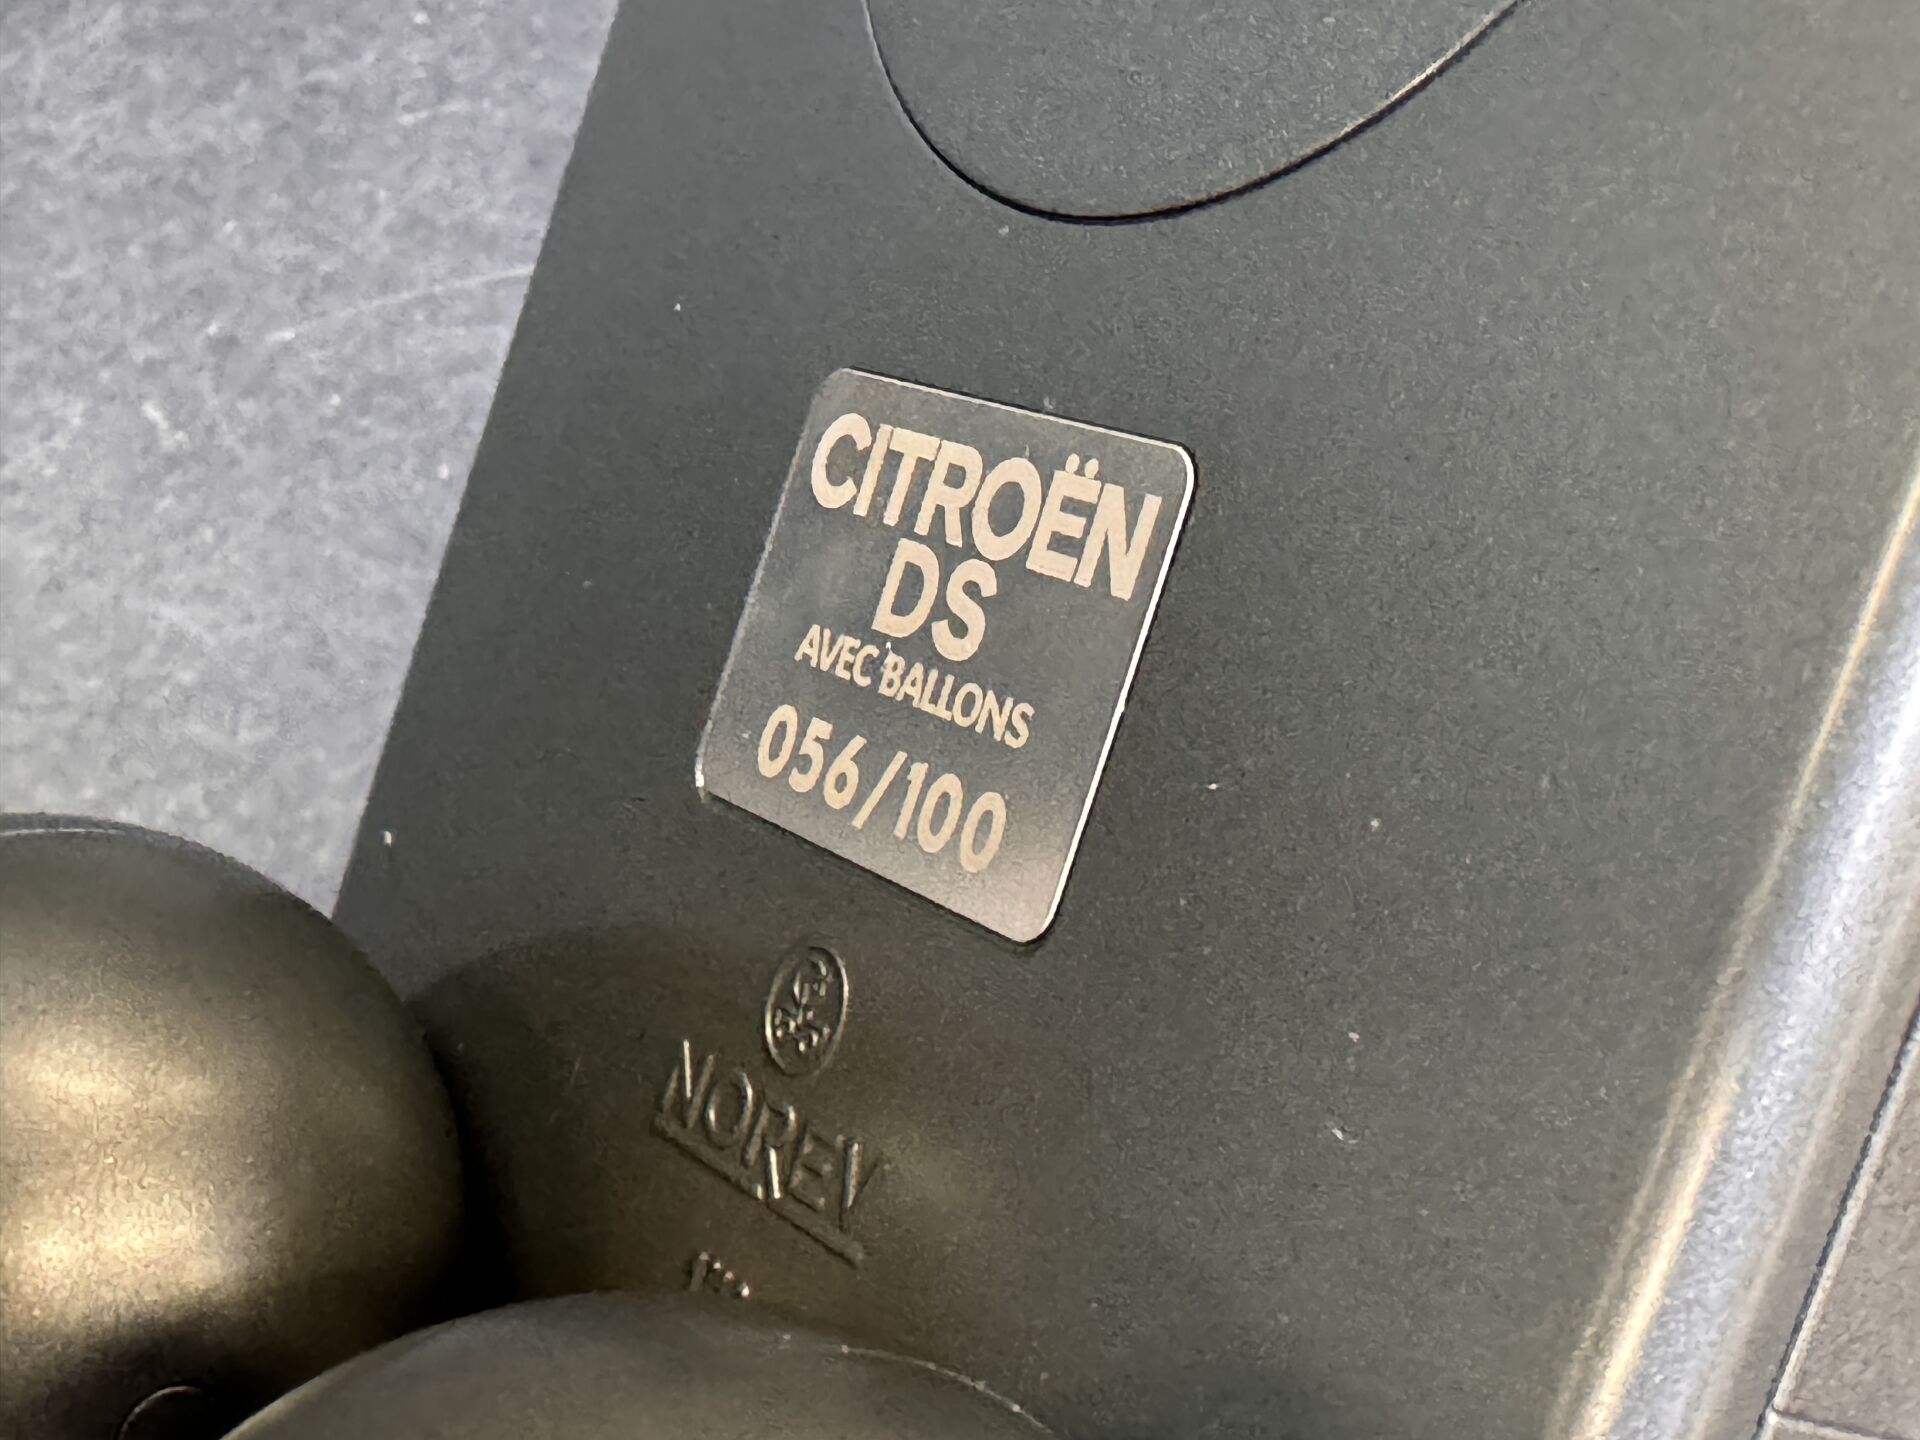 CITROËN
DS
AVEC BALLONS
056/100
NOREV